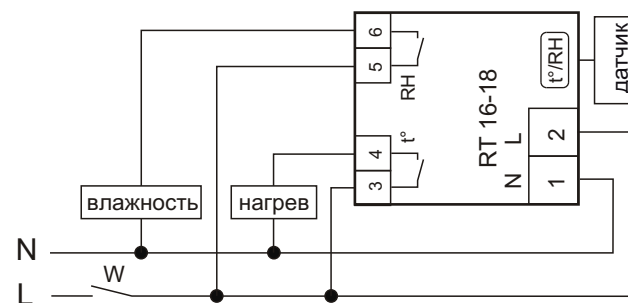 6
5
RH
4
t°
3
RT 16-18
t°/RH
датчик
L 2
N 1
влажность
нагрев
N
W
L